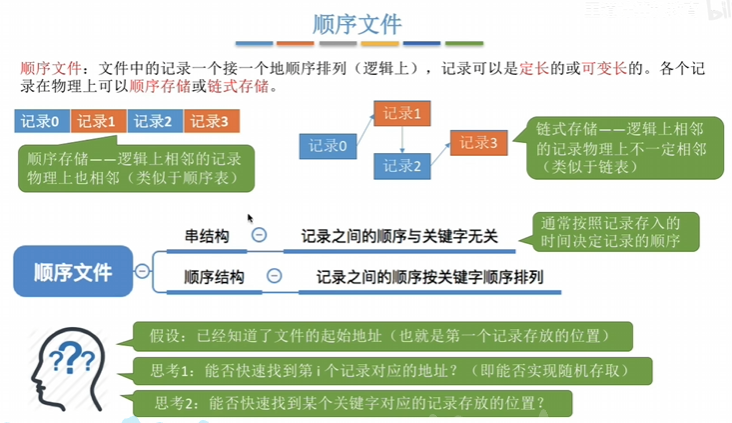 顺序文件
顺序文件：文件中的记录一个接一个地顺序排列（逻辑上），记录可以是定长的或可变长的。各个记
录在物理上可以顺序存储或链式存储。
记录0 记录1 记录2 记录3
顺序存储——逻辑上相邻的记录
物理上也相邻（类似于顺序表）
记录0
记录1
记录2
记录3
链式存储——逻辑上相邻
的记录物理上不一定相邻
（类似于链表）
顺序文件
串结构
记录之间的顺序与关键字无关
通常按照记录存入的
时间决定记录的顺序
顺序结构
记录之间的顺序按关键字顺序排列
???
假设：已经知道了文件的起始地址（也就是第一个记录存放的位置）
思考1：能否快速找到第i个记录对应的地址？（即能否实现随机存取）
思考2：能否快速找到某个关键字对应的记录存放的位置？